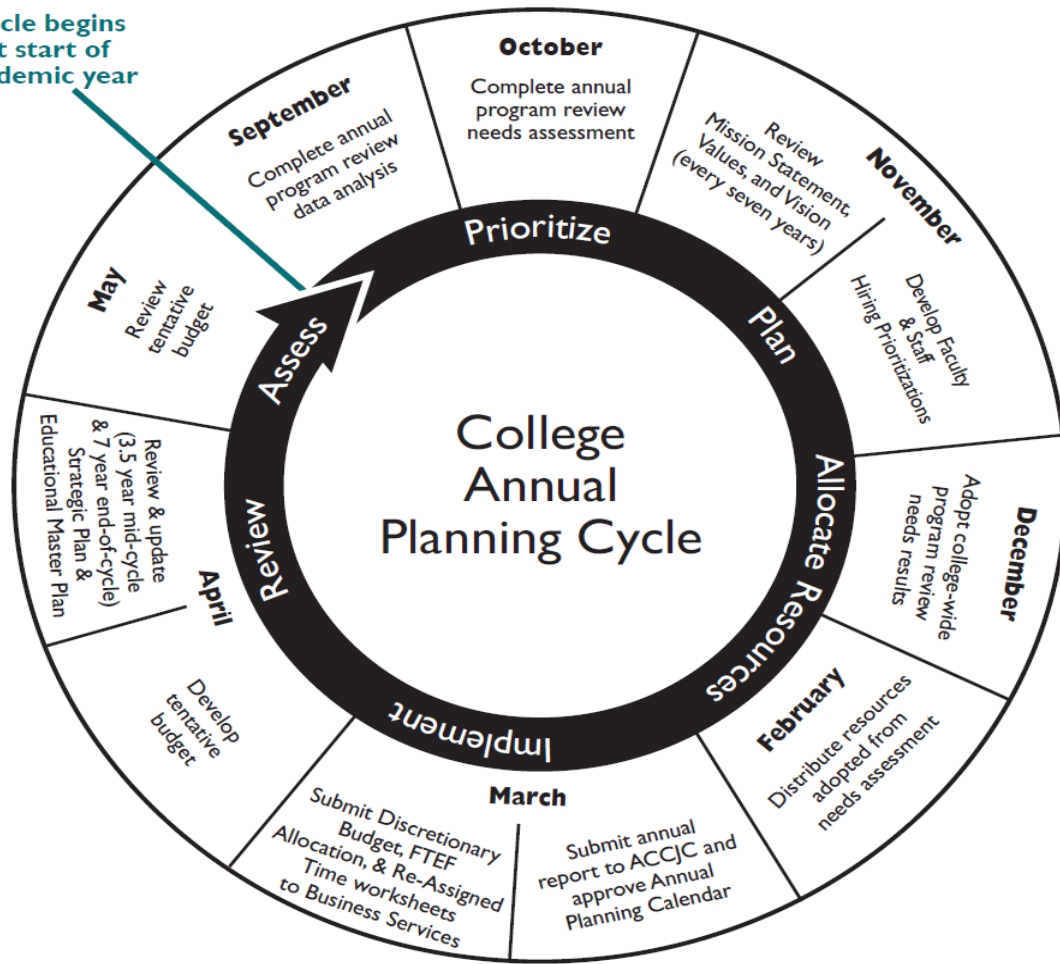 cle begins
t start of
demic year
September
Complete annual
program review
data analysis
October
Complete annual
program review
needs assessment
November
Review
Mission Statement,
Values, and Vision
(every seven years)
Develop Faculty
& Staff
Hiring Prioritizations
December
Adopt college-wide
program review
needs results
February
Distribute resources
adopted from
needs assessment
March
Submit annual
report to ACCJC and
approve Annual
Planning Calendar
Submit Discretionary
Budget, FTEF
Allocation, & Re-Assigned
Time worksheets
to Business Services
April
Develop
tentative
budget
Review & update
(3.5 year mid-cycle
& 7 year end-of-cycle)
Strategic Plan &
Educational Master Plan
May
Review
tentative
budget
Assess
Prioritize
Plan
Allocate Resources
Implement
Review
College
Annual
Planning Cycle